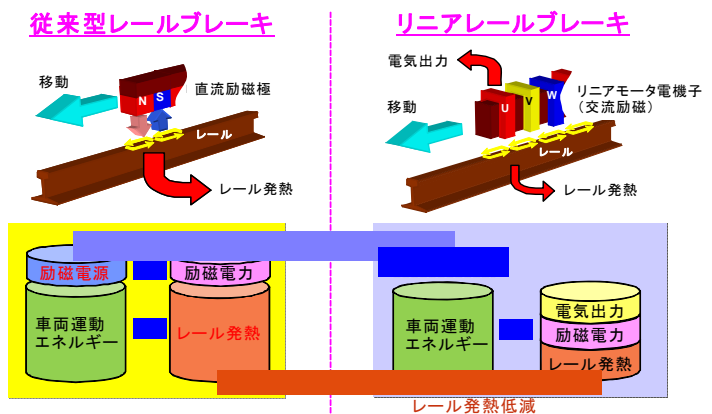 従来型レールブレーキ
移動
N
S
直流励磁極
レール
レール発熱
励磁電源
励磁電力
車両運動
エネルギー
レール発熱
リニアレールブレーキ
電気出力
移動
U
V
W
リニアモータ電機子
（交流励磁）
レール
レール発熱
車両運動
エネルギー
電気出力
励磁電力
レール発熱
レール発熱低減